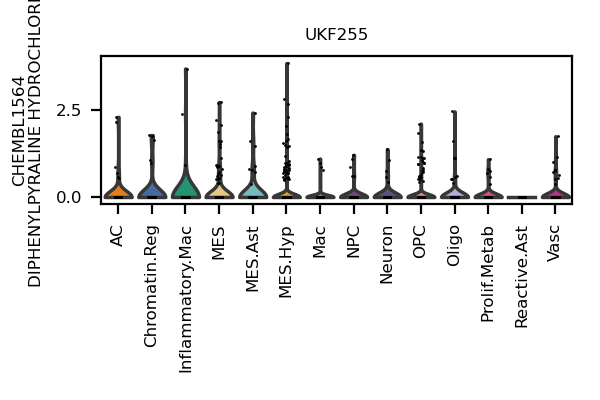 UKF255
CHEMBL1564
DIPHENYLPYRALINE HYDROCHLORI
2.5
0.0
AC
Chromatin.Reg
Inflammatory.Mac
MES
MES.Ast
MES.Hyp
Mac
NPC
Neuron
OPC
Oligo
Prolif.Metab
Reactive.Ast
Vasc